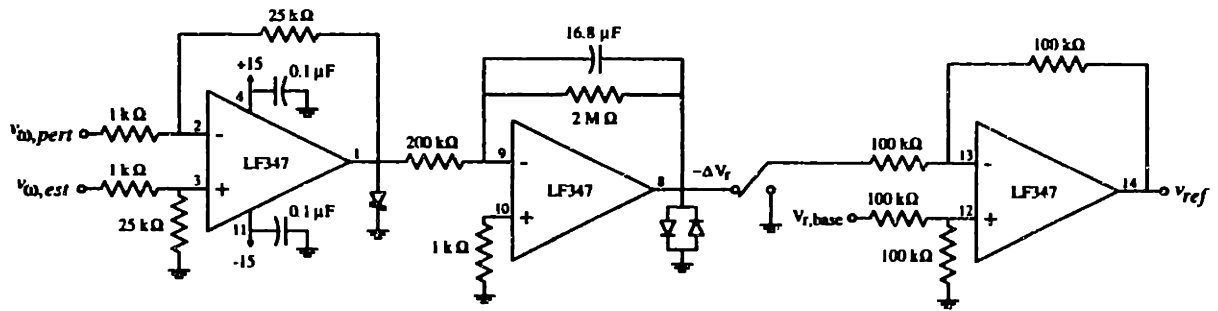 25 kΩ
+15
0.1 µF
4
1 kΩ
v_ω,pert
2
-
LF347
1
1 kΩ
v_ω,est
3
+
25 kΩ
11
0.1 µF
-15
16.8 µF
2 M Ω
200 kΩ
9
-
LF347
8
10
+
1 kΩ
-ΔV_r
100 kΩ
100 kΩ
13
-
LF347
14
v_ref
V_r,base
100 kΩ
12
+
100 kΩ